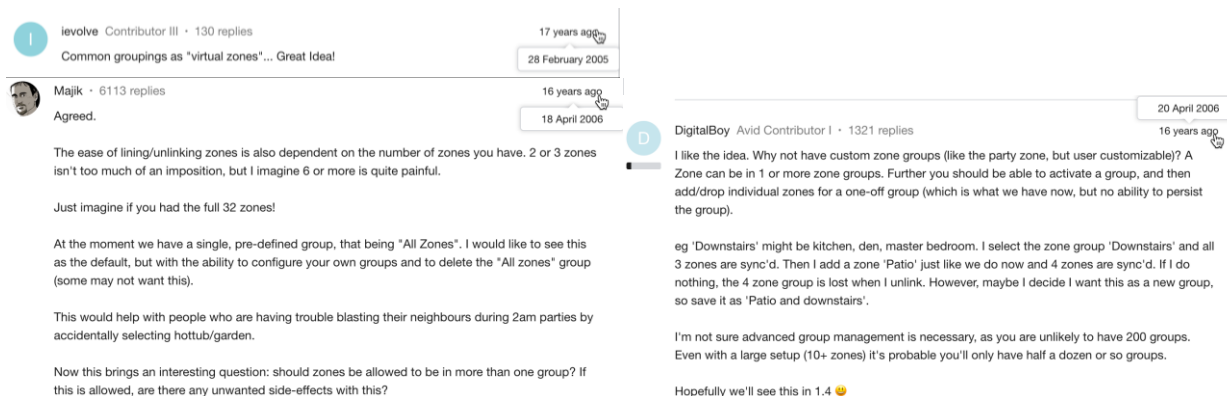 I
ievolve Contributor III • 130 replies
17 years ago
28 February 2005
Common groupings as "virtual zones"... Great Idea!
Majik • 6113 replies
16 years ago
18 April 2006
Agreed.
The ease of lining/unlinking zones is also dependent on the number of zones you have. 2 or 3 zones
isn't too much of an imposition, but I imagine 6 or more is quite painful.
Just imagine if you had the full 32 zones!
At the moment we have a single, pre-defined group, that being "All Zones". I would like to see this
as the default, but with the ability to configure your own groups and to delete the "All zones" group
(some may not want this).
This would help with people who are having trouble blasting their neighbours during 2am parties by
accidentally selecting hottub/garden.
Now this brings an interesting question: should zones be allowed to be in more than one group? If
this is allowed, are there any unwanted side-effects with this?
20 April 2006
D
DigitalBoy Avid Contributor I • 1321 replies
16 years ago
I like the idea. Why not have custom zone groups (like the party zone, but user customizable)? A
Zone can be in 1 or more zone groups. Further you should be able to activate a group, and then
add/drop individual zones for a one-off group (which is what we have now, but no ability to persist
the group).
eg 'Downstairs' might be kitchen, den, master bedroom. I select the zone group 'Downstairs' and all
3 zones are sync'd. Then I add a zone 'Patio' just like we do now and 4 zones are sync'd. If I do
nothing, the 4 zone group is lost when I unlink. However, maybe I decide I want this as a new group,
so save it as 'Patio and downstairs'.
I'm not sure advanced group management is necessary, as you are unlikely to have 200 groups.
Even with a large setup (10+ zones) it's probable you'll only have half a dozen or so groups.
Hopefully we'll see this in 1.4 😀